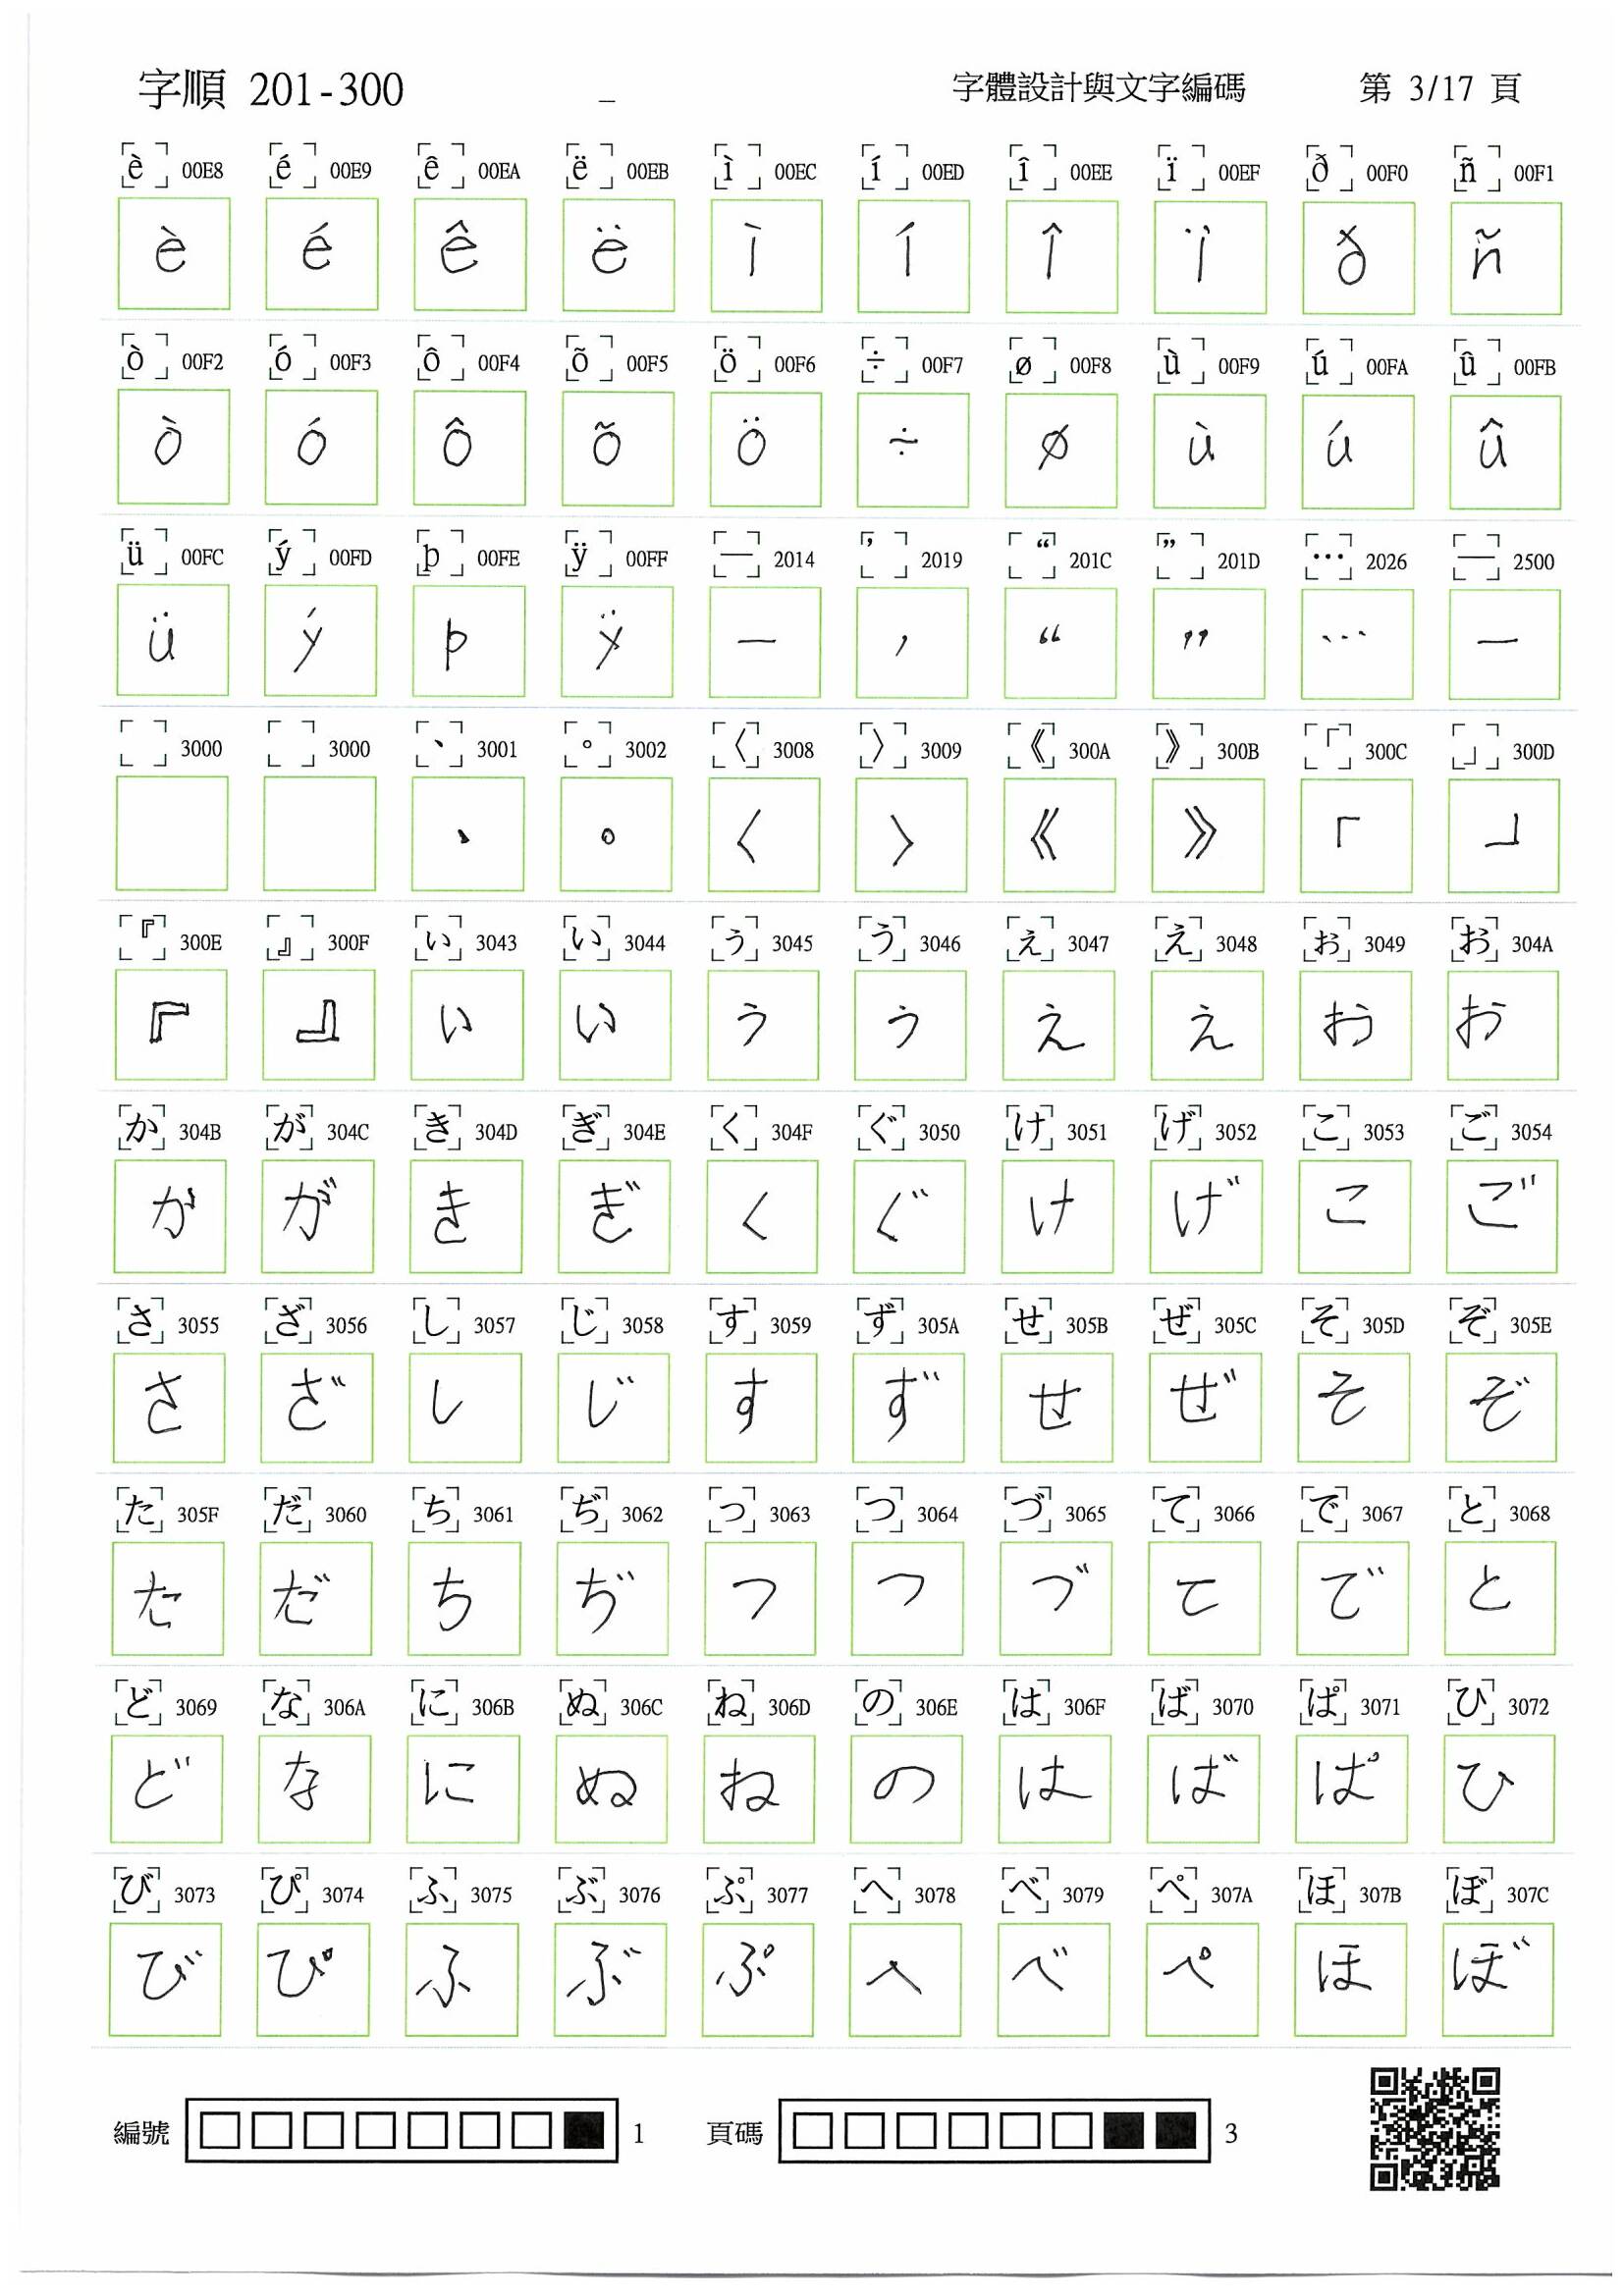 字順 201-300 _ 字體設計與文字編碼 第 3/17 頁
è 00E8 é 00E9 ê 00EA ë 00EB ì 00EC í 00ED î 00EE ï 00EF ð 00F0 ñ 00F1
è é ê ë ì í î ï ð ñ
ò 00F2 ó 00F3 ô 00F4 õ 00F5 ö 00F6 ÷ 00F7 ø 00F8 ù 00F9 ú 00FA û 00FB
ò ó ô õ ö ÷ ø ù ú û
ü 00FC ý 00FD þ 00FE ÿ 00FF — 2014 ’ 2019 “ 201C ” 201D … 2026 ─ 2500
ü ý þ ÿ — ’ “ ” … ─
3000 3000 、 3001 。 3002 〈 3008 〉 3009 《 300A 》 300B 「 300C 」 300D
、 。 〈 〉 《 》 「 」
『 300E 』 300F ぃ 3043 い 3044 ぅ 3045 う 3046 ぇ 3047 え 3048 ぉ 3049 お 304A
『 』 ぃ い ぅ う ぇ え ぉ お
か 304B が 304C き 304D ぎ 304E く 304F ぐ 3050 け 3051 げ 3052 こ 3053 ご 3054
か が き ぎ く ぐ け げ こ ご
さ 3055 ざ 3056 し 3057 じ 3058 す 3059 ず 305A せ 305B ぜ 305C そ 305D ぞ 305E
さ ざ し じ す ず せ ぜ そ ぞ
た 305F だ 3060 ち 3061 ぢ 3062 っ 3063 つ 3064 づ 3065 て 3066 で 3067 と 3068
た だ ち ぢ っ つ づ て で と
ど 3069 な 306A に 306B ぬ 306C ね 306D の 306E は 306F ば 3070 ぱ 3071 ひ 3072
ど な に ぬ ね の は ば ぱ ひ
び 3073 ぴ 3074 ふ 3075 ぶ 3076 ぷ 3077 へ 3078 べ 3079 ぺ 307A ほ 307B ぼ 307C
び ぴ ふ ぶ ぷ へ べ ぺ ほ ぼ
編號 1 頁碼 3